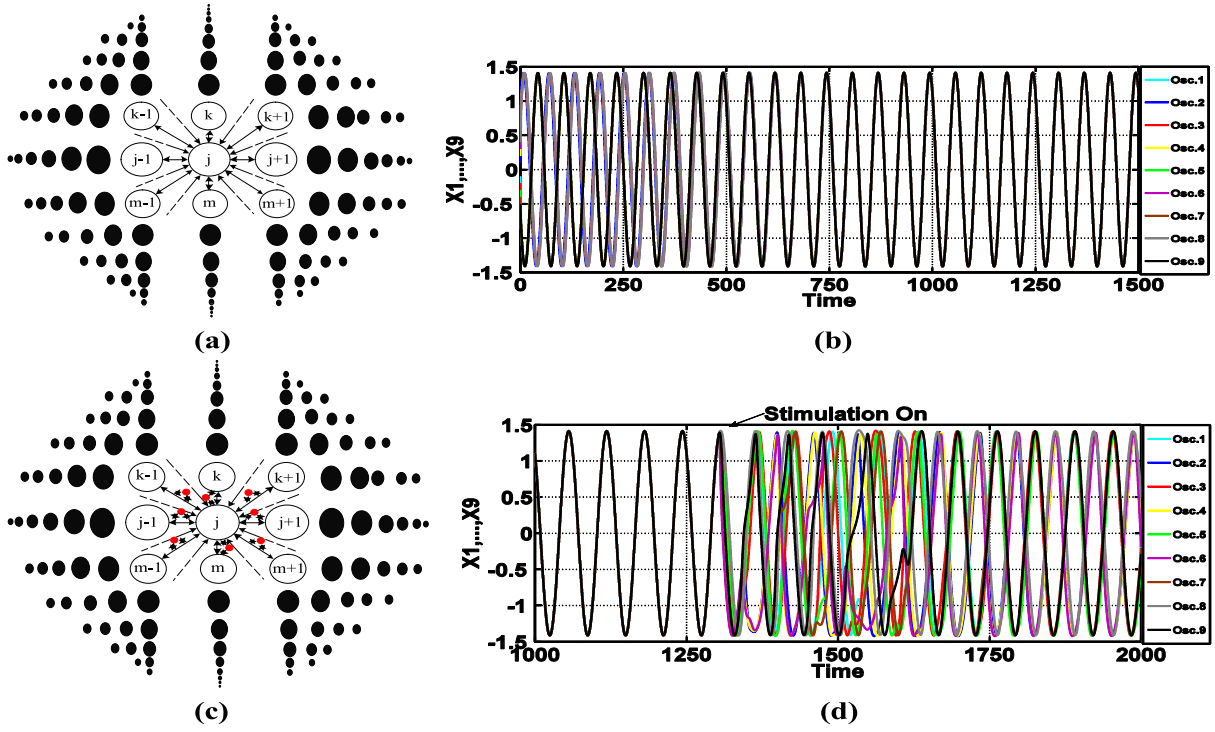 k-1 k k+1
j-1 j j+1
m-1 m m+1
(a)
X1,...,X9
1.5
1
0.5
0
-0.5
-1
-1.5
0 250 500 750 1000 1250 1500
Time
Osc.1
Osc.2
Osc.3
Osc.4
Osc.5
Osc.6
Osc.7
Osc.8
Osc.9
(b)
k-1 k k+1
j-1 j j+1
m-1 m m+1
(c)
Stimulation On
X1,...,X9
1.5
1
0.5
0
-0.5
-1
-1.5
1000 1250 1500 1750 2000
Time
Osc.1
Osc.2
Osc.3
Osc.4
Osc.5
Osc.6
Osc.7
Osc.8
Osc.9
(d)